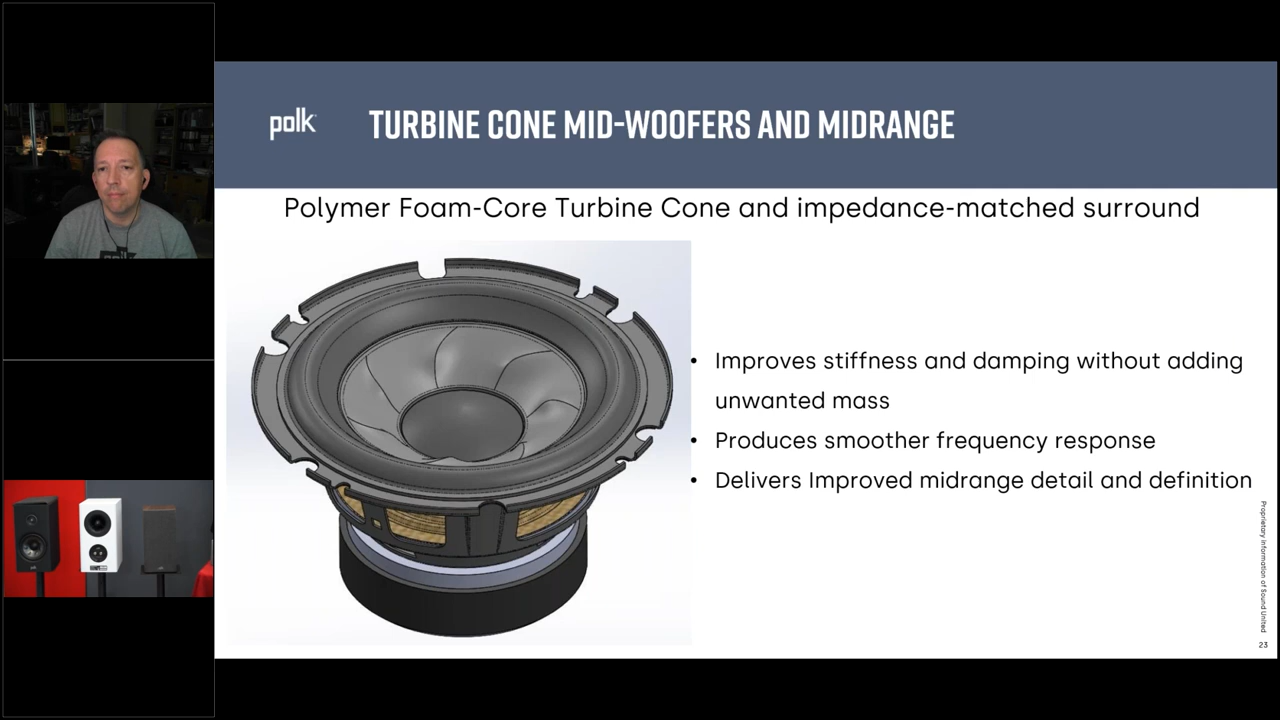 polk
TURBINE CONE MID-WOOFERS AND MIDRANGE
Polymer Foam-Core Turbine Cone and impedance-matched surround
• Improves stiffness and damping without adding
unwanted mass
• Produces smoother frequency response
• Delivers Improved midrange detail and definition
Proprietary Information of Sound United
23
polk